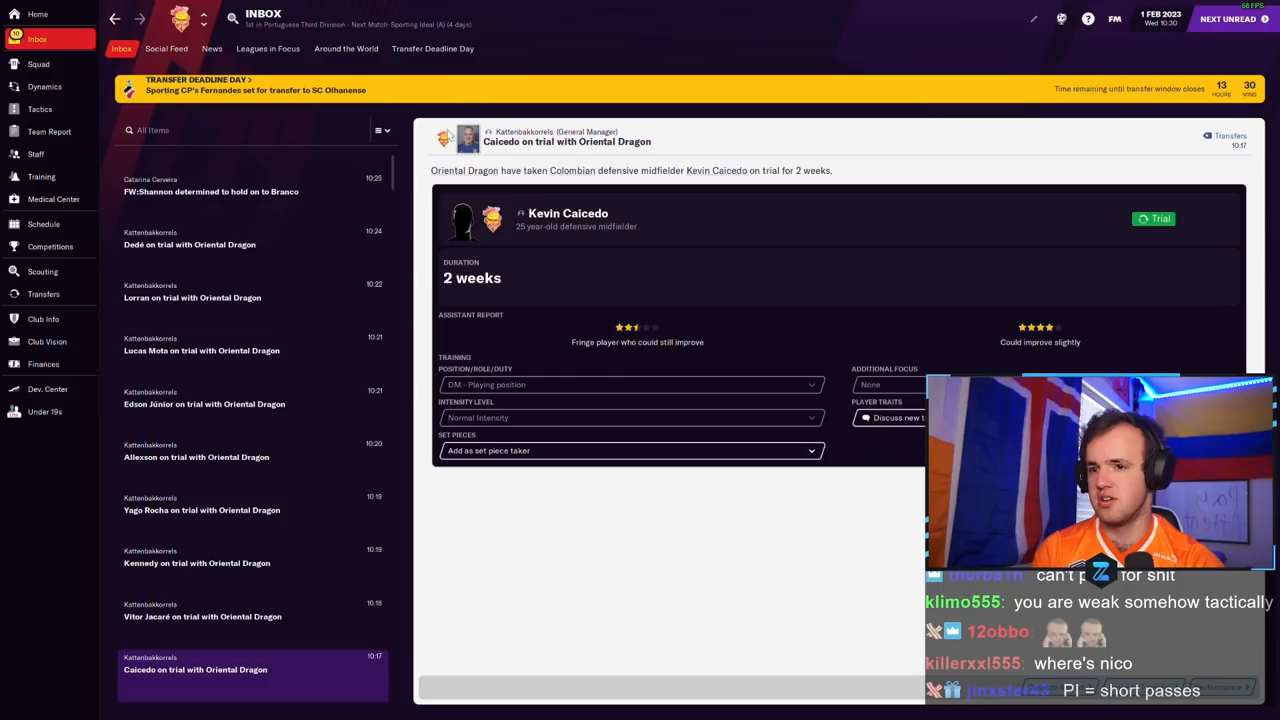 68 FPS
Home
INBOX
1st in Portuguese Third Division - Next Match: Sporting Ideal (A) (4 days)
FM
1 FEB 2023
Wed 10:30
NEXT UNREAD
10
Inbox
Squad
Dynamics
Tactics
Team Report
Staff
Training
Medical Center
Schedule
Competitions
Scouting
Transfers
Club Info
Club Vision
Finances
Dev. Center
Under 19s
Inbox Social Feed News Leagues in Focus Around the World Transfer Deadline Day
TRANSFER DEADLINE DAY >
Sporting CP's Fernandes set for transfer to SC Olhanense
Time remaining until transfer window closes
13 HOURS
30 MINS
All Items
Catarina Cerveira 10:25
FW:Shannon determined to hold on to Branco
Kattenbakkorrels 10:24
Dedé on trial with Oriental Dragon
Kattenbakkorrels 10:22
Lorran on trial with Oriental Dragon
Kattenbakkorrels 10:21
Lucas Mota on trial with Oriental Dragon
Kattenbakkorrels 10:21
Edson Júnior on trial with Oriental Dragon
Kattenbakkorrels 10:20
Allexson on trial with Oriental Dragon
Kattenbakkorrels 10:19
Yago Rocha on trial with Oriental Dragon
Kattenbakkorrels 10:19
Kennedy on trial with Oriental Dragon
Kattenbakkorrels 10:18
Vitor Jacaré on trial with Oriental Dragon
Kattenbakkorrels 10:17
Caicedo on trial with Oriental Dragon
Kattenbakkorrels (General Manager)
Caicedo on trial with Oriental Dragon
Transfers
10:17
Oriental Dragon have taken Colombian defensive midfielder Kevin Caicedo on trial for 2 weeks.
Kevin Caicedo
25 year-old defensive midfielder
Trial
DURATION
2 weeks
ASSISTANT REPORT
Fringe player who could still improve
Could improve slightly
TRAINING
POSITION/ROLE/DUTY
DM - Playing position
ADDITIONAL FOCUS
None
INTENSITY LEVEL
Normal Intensity
PLAYER TRAITS
Discuss new t
SET PIECES
Add as set piece taker
can't p for shit
klimo555: you are weak somehow tactically
12obbo:
killerxxl555: where's nico
jinxster43: PI = short passes